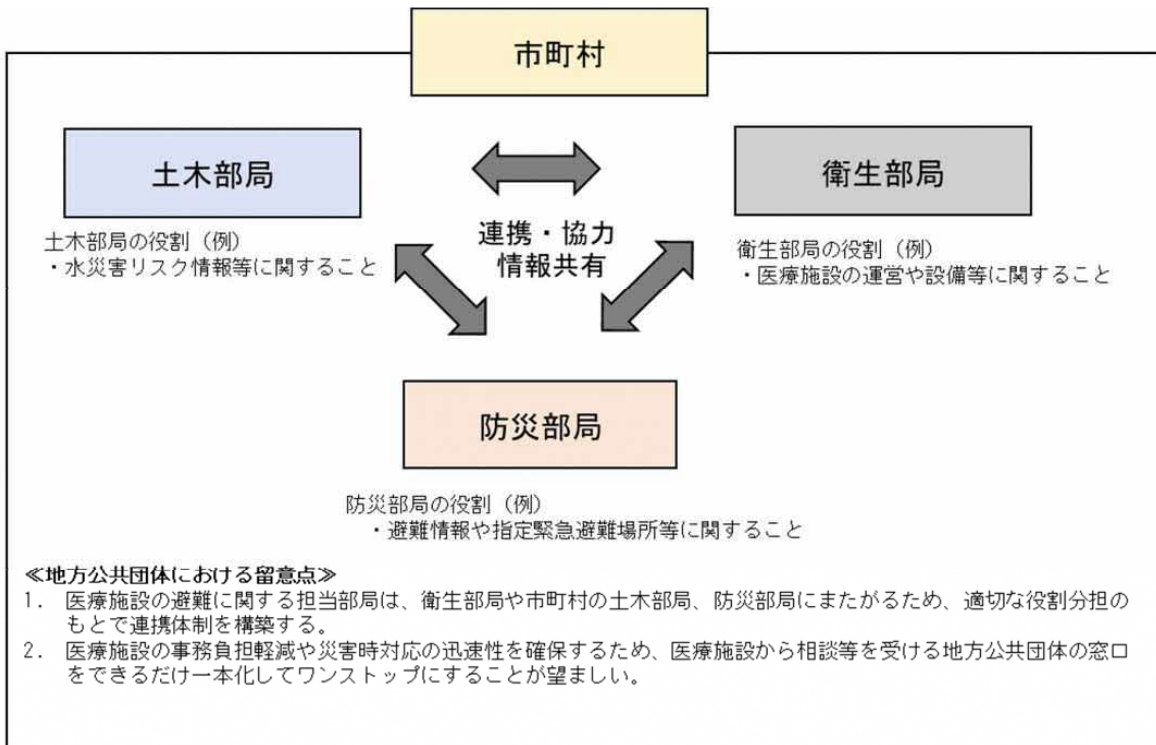 市町村
土木部局
衛生部局
土木部局の役割（例）
・水災害リスク情報等に関すること
連携・協力
情報共有
衛生部局の役割（例）
・医療施設の運営や設備等に関すること
防災部局
防災部局の役割（例）
・避難情報や指定緊急避難場所等に関すること
≪地方公共団体における留意点≫
1． 医療施設の避難に関する担当部局は、衛生部局や市町村の土木部局、防災部局にまたがるため、適切な役割分担の
もとで連携体制を構築する。
2． 医療施設の事務負担軽減や災害時対応の迅速性を確保するため、医療施設から相談等を受ける地方公共団体の窓口
をできるだけ一本化してワンストップにすることが望ましい。